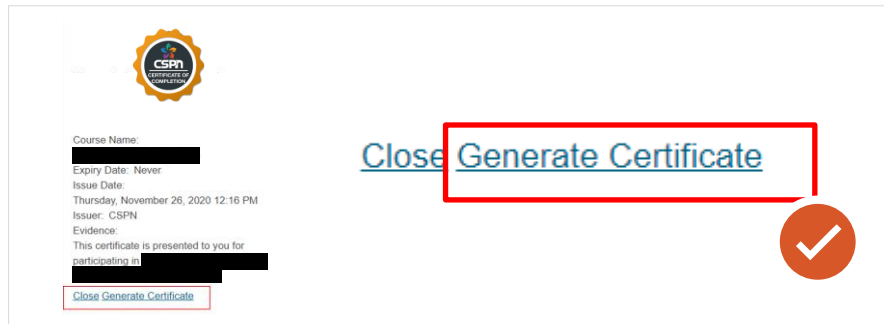 CSPN
CERTIFICATE OF
COMPLETION
Course Name:
Expiry Date: Never
Issue Date:
Thursday, November 26, 2020 12:16 PM
Issuer: CSPN
Evidence:
This certificate is presented to you for
participating in
Close Generate Certificate
Close Generate Certificate